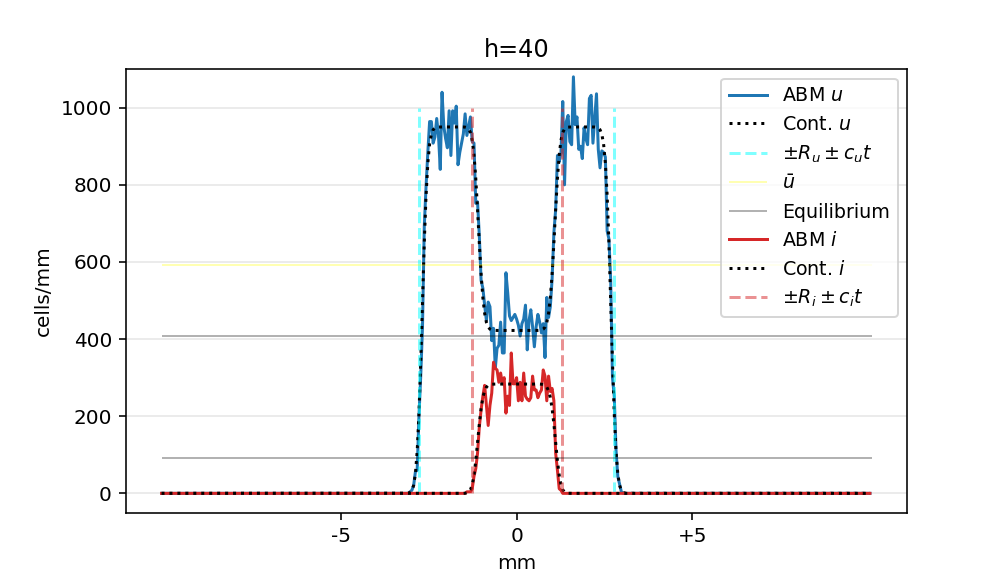 h=40
1000
800
600
400
200
0
cells/mm
-5
0
+5
mm
ABM u
Cont. u
±R_u ± c_u t
ū
Equilibrium
ABM i
Cont. i
±R_i ± c_i t